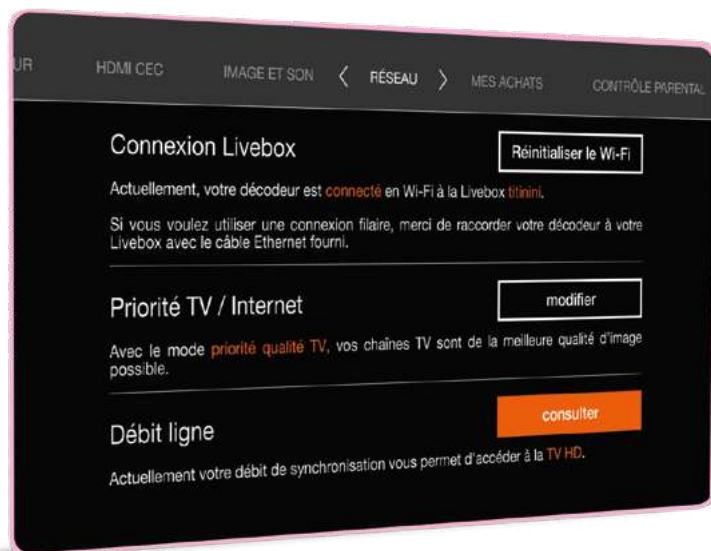 UR HDMI CEC IMAGE ET SON < RÉSEAU > MES ACHATS CONTRÔLE PARENTAL
Connexion Livebox
Réinitialiser le Wi-Fi
Actuellement, votre décodeur est connecté en Wi-Fi à la Livebox titinini.
Si vous voulez utiliser une connexion filaire, merci de raccorder votre décodeur à votre
Livebox avec le câble Ethernet fourni.
Priorité TV / Internet
modifier
Avec le mode priorité qualité TV, vos chaînes TV sont de la meilleure qualité d'image
possible.
Débit ligne
consulter
Actuellement votre débit de synchronisation vous permet d'accéder à la TV HD.